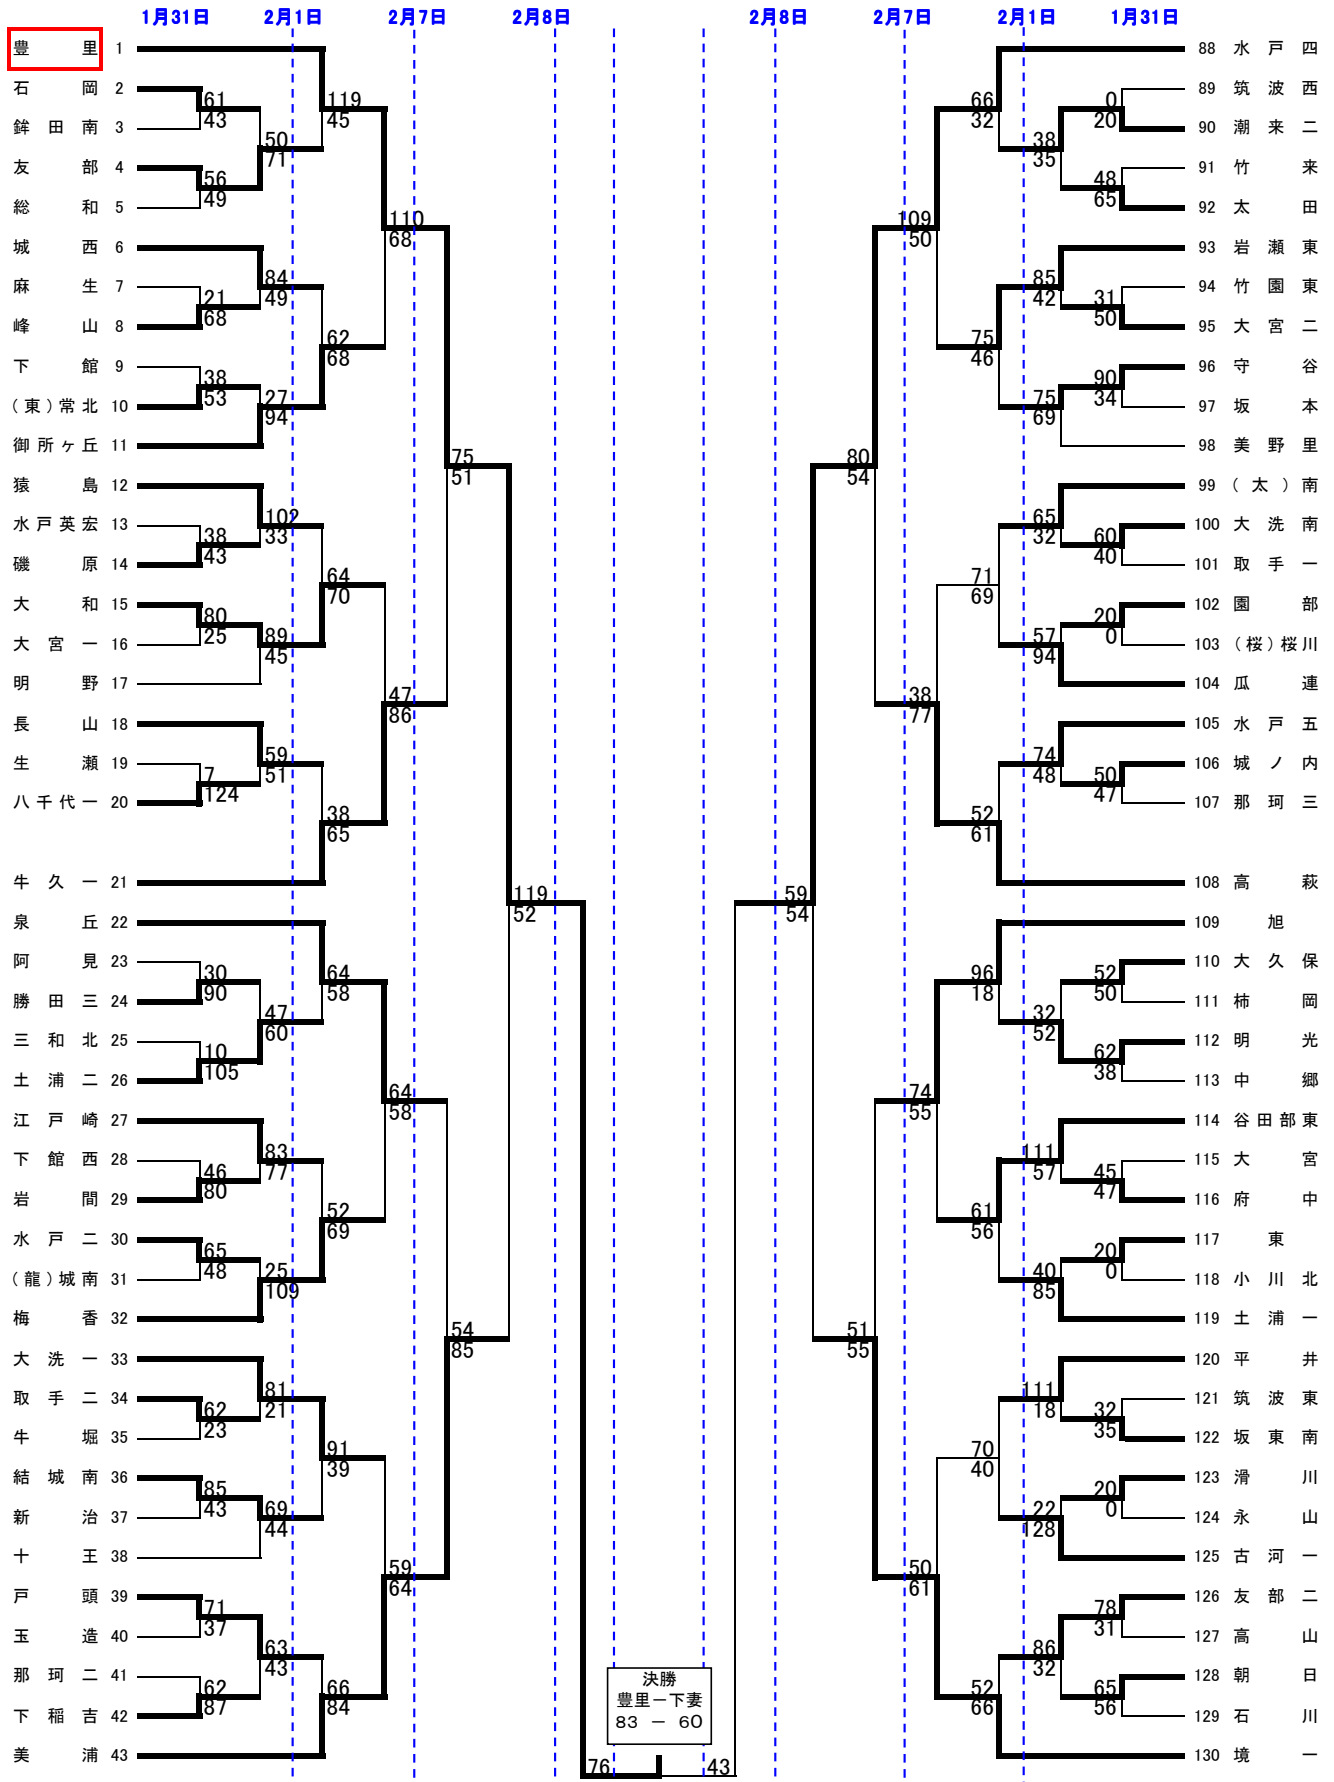 1月31日 2月1日 2月7日 2月8日 2月8日 2月7日 2月1日 1月31日
豊里 1
石岡 2
鉾田南 3
友部 4
総和 5
城西 6
麻生 7
峰山 8
下館 9
(東)常北 10
御所ヶ丘 11
猿島 12
水戸英宏 13
磯原 14
大和 15
大宮一 16
明野 17
長山 18
生瀬 19
八千代一 20
牛久一 21
泉丘 22
阿見 23
勝田三 24
三和北 25
土浦二 26
江戸崎 27
下館西 28
岩間 29
水戸二 30
(龍)城南 31
梅香 32
大洗一 33
取手二 34
牛堀 35
結城南 36
新治 37
十王 38
戸頭 39
玉造 40
那珂二 41
下稲吉 42
美浦 43
61
43
56
49
21
68
38
53
38
43
80
25
7
124
30
90
10
105
46
80
65
48
62
23
85
43
71
37
62
87
50
71
84
49
27
94
102
33
89
45
59
51
47
60
83
77
25
109
81
21
69
44
63
43
119
45
62
68
64
70
38
65
64
58
52
69
91
39
66
84
110
68
47
86
64
58
59
64
75
51
54
85
119
52
76
決勝
豊里－下妻
83 － 60
43
59
54
80
54
51
55
109
50
38
77
74
55
50
61
66
32
75
46
71
69
52
61
96
18
61
56
70
40
52
66
38
35
85
42
75
69
65
32
57
94
74
48
32
52
111
57
40
85
111
18
22
128
86
32
0
20
48
65
31
50
90
34
60
40
20
0
50
47
52
50
62
38
45
47
20
0
32
35
20
0
78
31
65
56
88 水戸四
89 筑波西
90 潮来二
91 竹来
92 太田
93 岩瀬東
94 竹園東
95 大宮二
96 守谷
97 坂本
98 美野里
99 (太)南
100 大洗南
101 取手一
102 園部
103 (桜)桜川
104 瓜連
105 水戸五
106 城ノ内
107 那珂三
108 高萩
109 旭
110 大久保
111 柿岡
112 明光
113 中郷
114 谷田部東
115 大宮
116 府中
117 東
118 小川北
119 土浦一
120 平井
121 筑波東
122 坂東南
123 滑川
124 永山
125 古河一
126 友部二
127 高山
128 朝日
129 石川
130 境一